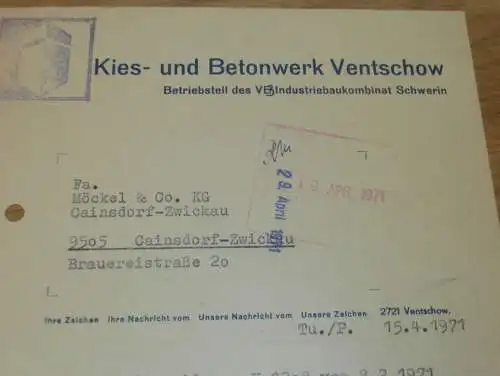 Kies- und Betonwerk Ventschow
Betriebsteil des VEB Industriebaukombinat Schwerin
Fa.
Möckel & Co. KG
Cainsdorf-Zwickau
9505 Cainsdorf-Zwickau
Brauereistraße 2o
29. April 1971
APR. 1971
Ihre Zeichen Ihre Nachricht vom Unsere Nachricht vom Unsere Zeichen 2721 Ventschow,
Tu./P. 15.4.1971